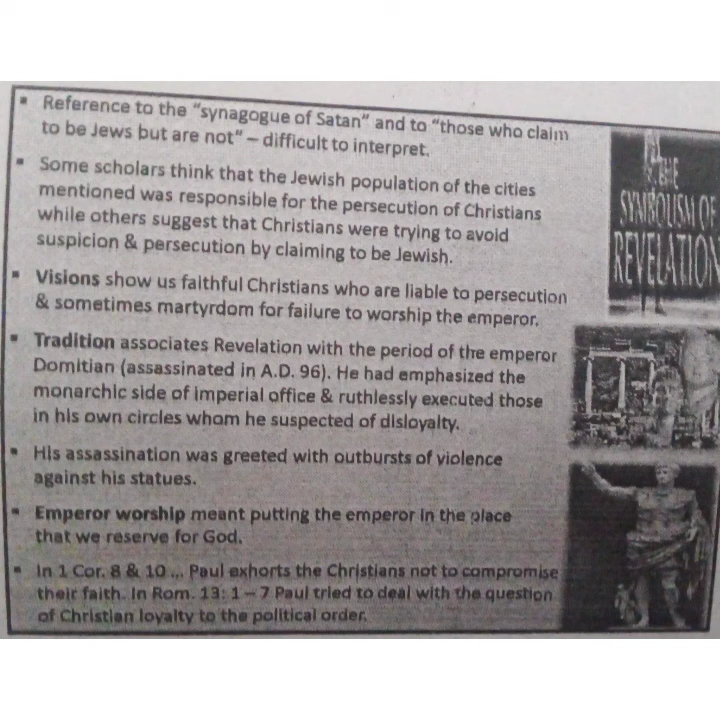 ▪ Reference to the "synagogue of Satan" and to "those who claim
to be Jews but are not" – difficult to interpret.
▪ Some scholars think that the Jewish population of the cities
mentioned was responsible for the persecution of Christians
while others suggest that Christians were trying to avoid
suspicion & persecution by claiming to be Jewish.
▪ Visions show us faithful Christians who are liable to persecution
& sometimes martyrdom for failure to worship the emperor.
▪ Tradition associates Revelation with the period of the emperor
Domitian (assassinated in A.D. 96). He had emphasized the
monarchic side of imperial office & ruthlessly executed those
in his own circles whom he suspected of disloyalty.
▪ His assassination was greeted with outbursts of violence
against his statues.
▪ Emperor worship meant putting the emperor in the place
that we reserve for God.
▪ In 1 Cor. 8 & 10 ... Paul exhorts the Christians not to compromise
their faith. In Rom. 13: 1 – 7 Paul tried to deal with the question
of Christian loyalty to the political order.
THE
SYMBOLISM OF
REVELATION